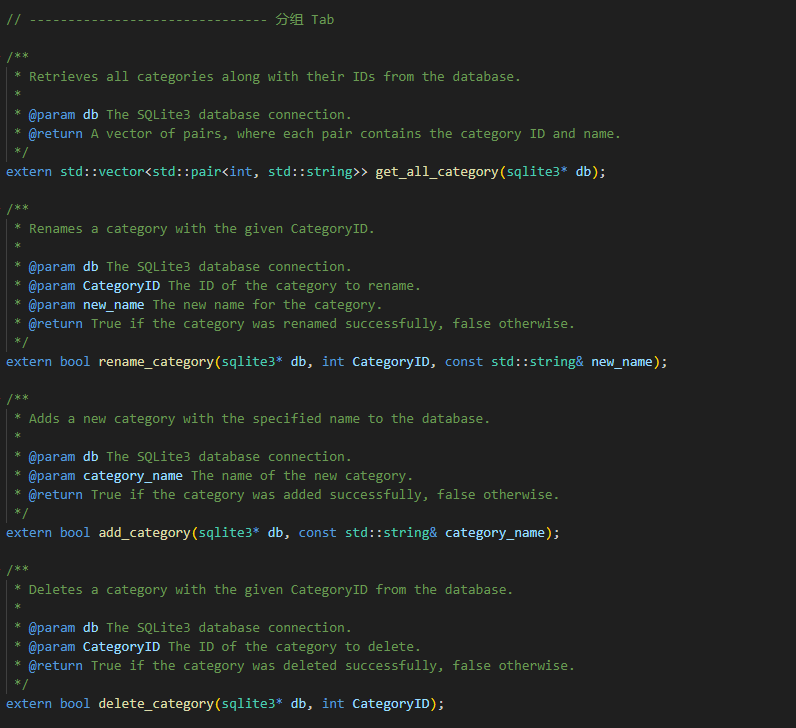 // ------------------------------- 分组 Tab
/**
* Retrieves all categories along with their IDs from the database.
*
* @param db The SQLite3 database connection.
* @return A vector of pairs, where each pair contains the category ID and name.
*/
extern std::vector<std::pair<int, std::string>> get_all_category(sqlite3* db);
/**
* Renames a category with the given CategoryID.
*
* @param db The SQLite3 database connection.
* @param CategoryID The ID of the category to rename.
* @param new_name The new name for the category.
* @return True if the category was renamed successfully, false otherwise.
*/
extern bool rename_category(sqlite3* db, int CategoryID, const std::string& new_name);
/**
* Adds a new category with the specified name to the database.
*
* @param db The SQLite3 database connection.
* @param category_name The name of the new category.
* @return True if the category was added successfully, false otherwise.
*/
extern bool add_category(sqlite3* db, const std::string& category_name);
/**
* Deletes a category with the given CategoryID from the database.
*
* @param db The SQLite3 database connection.
* @param CategoryID The ID of the category to delete.
* @return True if the category was deleted successfully, false otherwise.
*/
extern bool delete_category(sqlite3* db, int CategoryID);